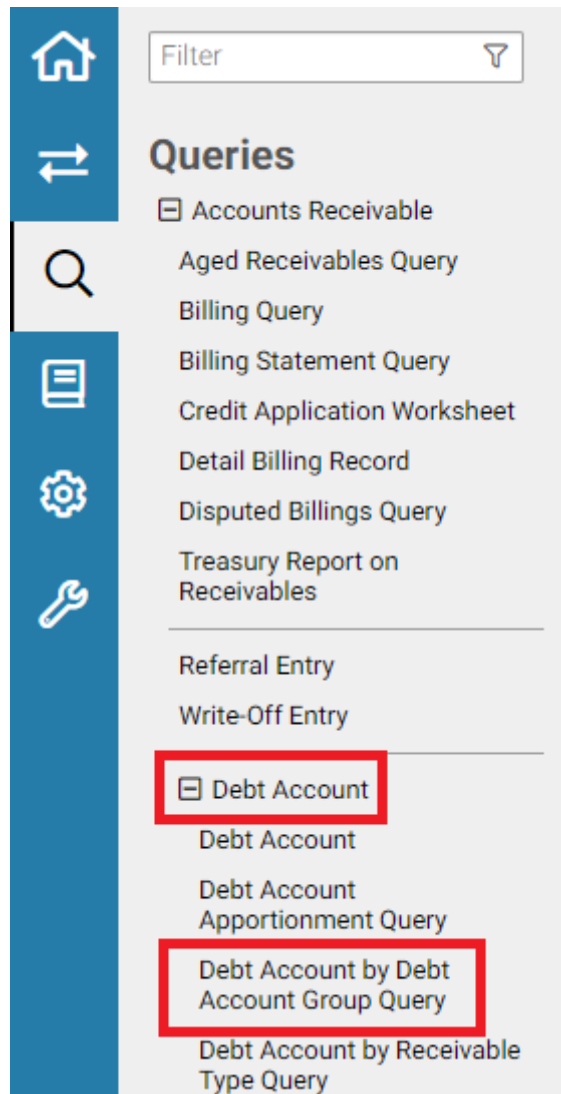 Filter
Queries
Accounts Receivable
Aged Receivables Query
Billing Query
Billing Statement Query
Credit Application Worksheet
Detail Billing Record
Disputed Billings Query
Treasury Report on
Receivables
Referral Entry
Write-Off Entry
Debt Account
Debt Account
Debt Account
Apportionment Query
Debt Account by Debt
Account Group Query
Debt Account by Receivable
Type Query